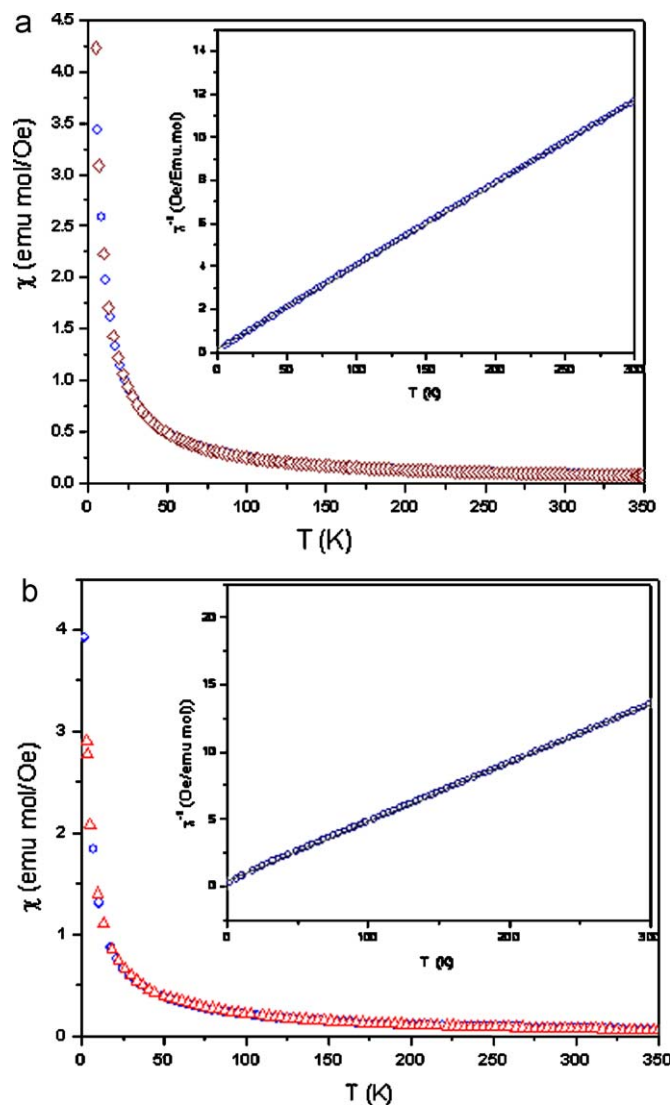 a
4.5
4.0
3.5
3.0
2.5
2.0
1.5
1.0
0.5
0.0
χ (emu mol/Oe)
0 50 100 150 200 250 300 350
T (K)
14
12
10
8
6
4
2
0
χ⁻¹ (Oe/Emu.mol)
0 50 100 150 200 250 300
T (K)
b
4
3
2
1
0
χ (emu mol/Oe)
0 50 100 150 200 250 300 350
T (K)
20
15
10
5
0
χ⁻¹ (Oe/emu mol))
0 100 200 300
T (K)